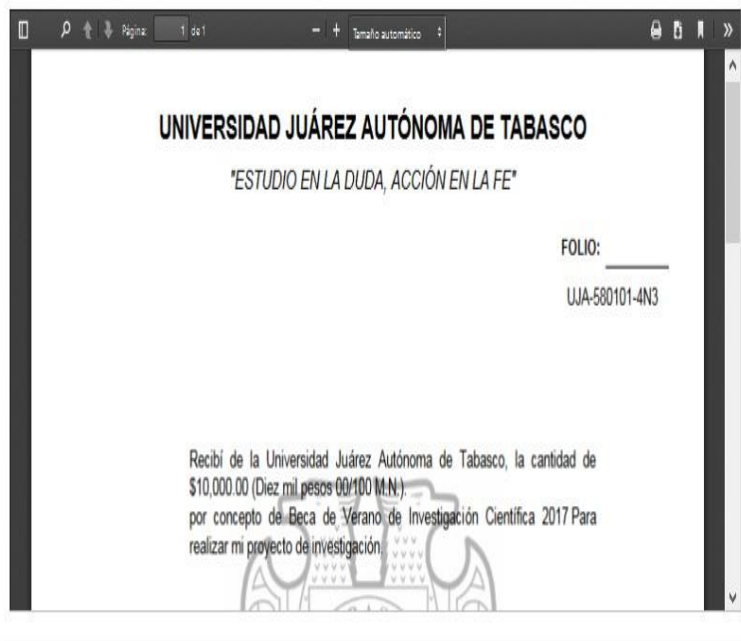 Página: 1 de 1 Tamaño automático
UNIVERSIDAD JUÁREZ AUTÓNOMA DE TABASCO
"ESTUDIO EN LA DUDA, ACCIÓN EN LA FE"
FOLIO:
UJA-580101-4N3
Recibí de la Universidad Juárez Autónoma de Tabasco, la cantidad de
$10,000.00 (Diez mil pesos 00/100 M.N.).
por concepto de Beca de Verano de Investigación Científica 2017 Para
realizar mi proyecto de investigación.